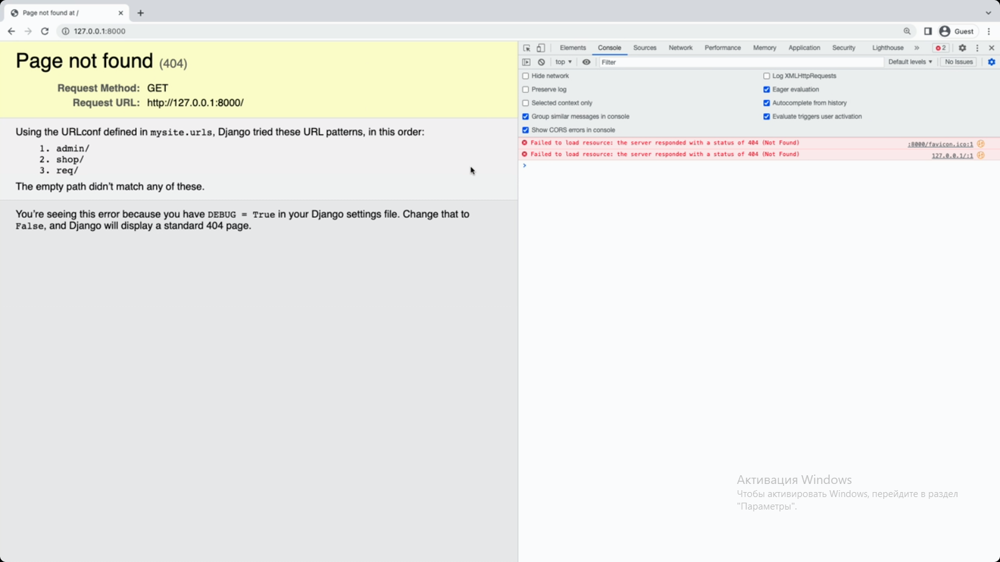 Page not found at /
127.0.0.1:8000
Guest
Page not found (404)
Request Method: GET
Request URL: http://127.0.0.1:8000/
Using the URLconf defined in mysite.urls, Django tried these URL patterns, in this order:
1. admin/
2. shop/
3. req/
The empty path didn't match any of these.
You're seeing this error because you have DEBUG = True in your Django settings file. Change that to
False, and Django will display a standard 404 page.
Elements Console Sources Network Performance Memory Application Security Lighthouse » 2
top Filter Default levels No Issues
Hide network Log XMLHttpRequests
Preserve log Eager evaluation
Selected context only Autocomplete from history
Group similar messages in console Evaluate triggers user activation
Show CORS errors in console
Failed to load resource: the server responded with a status of 404 (Not Found) :8000/favicon.ico:1
Failed to load resource: the server responded with a status of 404 (Not Found) 127.0.0.1/:1
Активация Windows
Чтобы активировать Windows, перейдите в раздел
"Параметры".